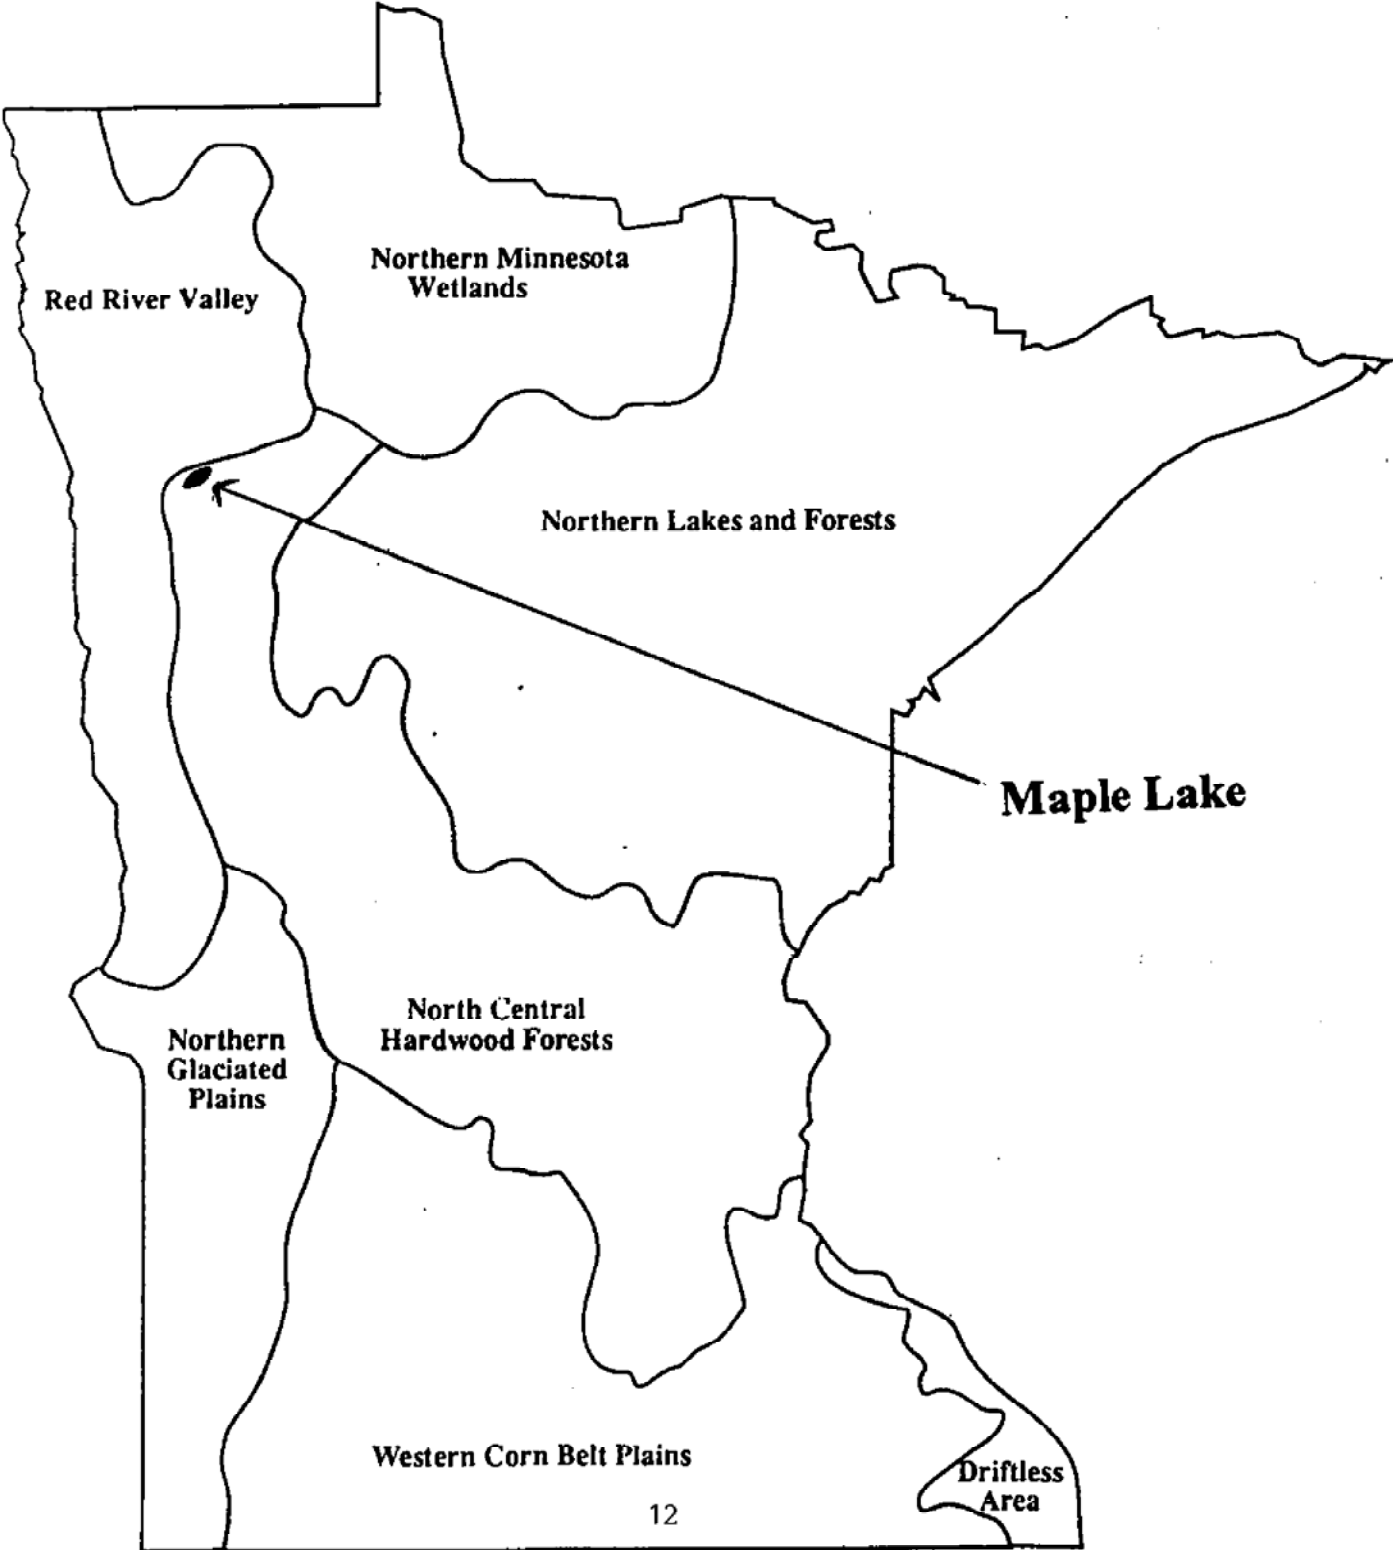 Northern Minnesota
Wetlands
Red River Valley
Northern Lakes and Forests
Maple Lake
North Central
Hardwood Forests
Northern
Glaciated
Plains
Western Corn Belt Plains
Driftless
Area
12